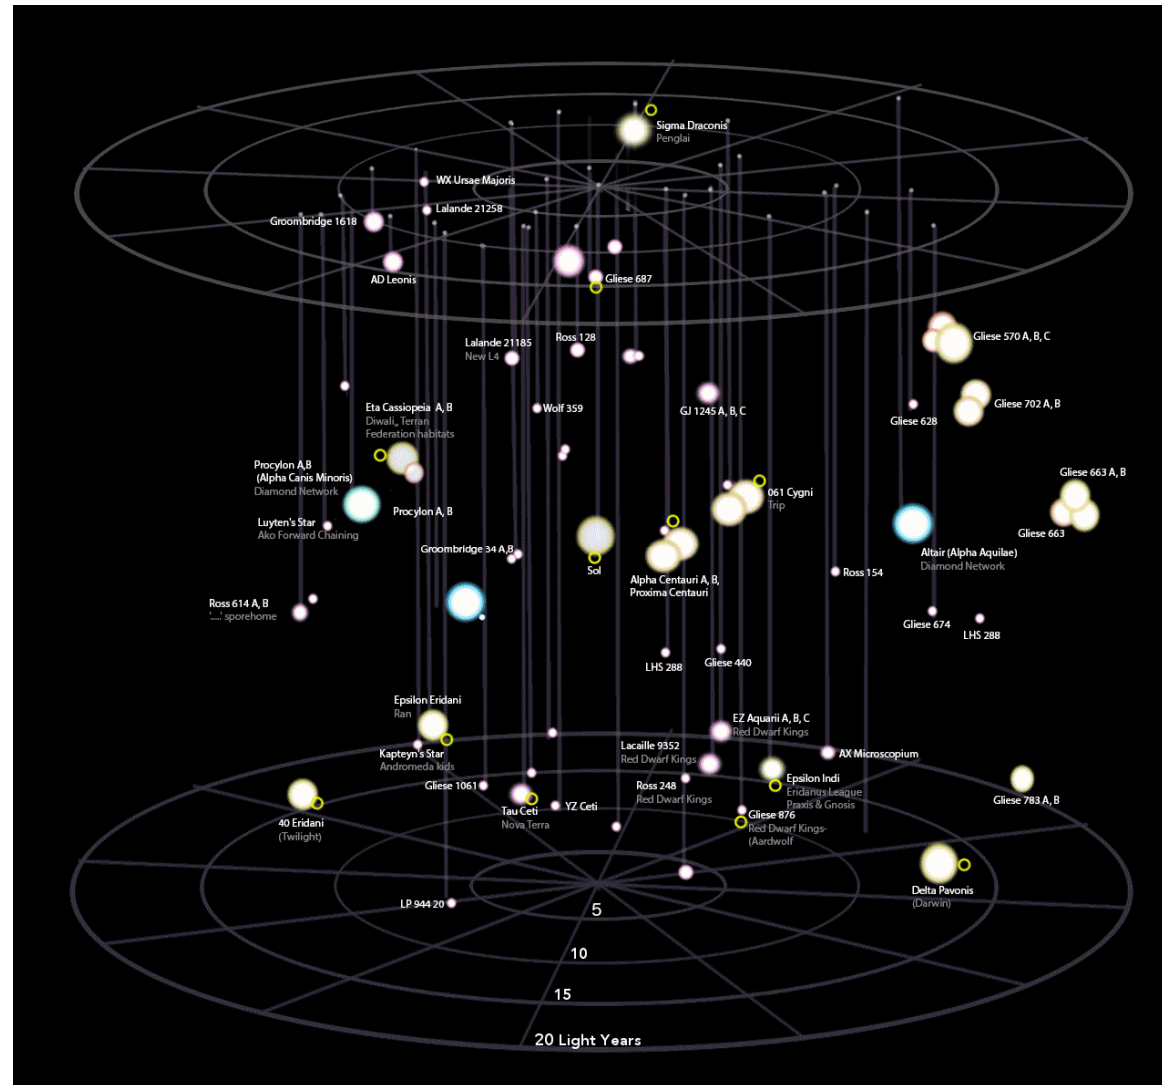 Sigma Draconis
Penglai
WX Ursae Majoris
Lalande 21258
Groombridge 1618
AD Leonis
Gliese 687
Lalande 21185
New L4
Ross 128
Gliese 570 A, B, C
Gliese 702 A, B
Gliese 628
Wolf 359
GJ 1245 A, B, C
Eta Cassiopeia A, B
Diwali,, Terran
Federation habitats
Procylon A,B
(Alpha Canis Minoris)
Diamond Network
Procylon A, B
Luyten's Star
Ako Forward Chaining
061 Cygni
Trip
Gliese 663 A, B
Gliese 663
Altair (Alpha Aquilae)
Diamond Network
Groombridge 34 A,B
Sol
Alpha Centauri A, B,
Proxima Centauri
Ross 154
Ross 614 A, B
'.....' sporehome
Gliese 674
LHS 288
LHS 288
Gliese 440
Epsilon Eridani
Ran
Kapteyn's Star
Andromeda kids
EZ Aquarii A, B, C
Red Dwarf Kings
Lacaille 9352
Red Dwarf Kings
AX Microscopium
Gliese 1061
Ross 248
Red Dwarf Kings
Epsilon Indi
Eridanus League
Praxis & Gnosis
Gliese 783 A, B
40 Eridani
(Twilight)
Tau Ceti
Nova Terra
YZ Ceti
Gliese 876
Red Dwarf Kings-
(Aardwolf
Delta Pavonis
(Darwin)
LP 944 20
5
10
15
20 Light Years